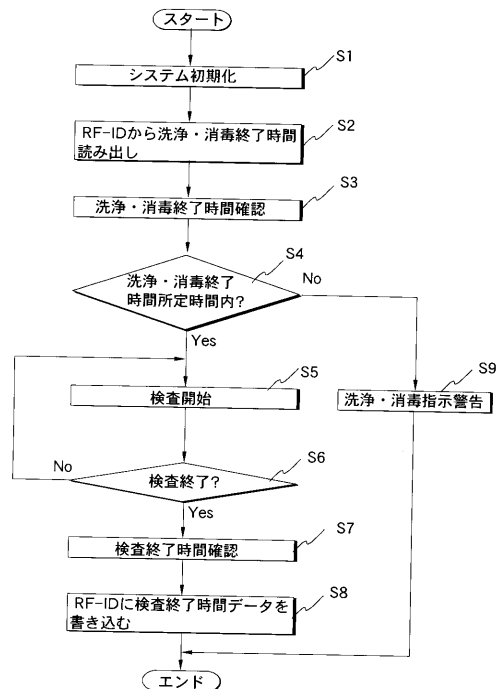 スタート
S1
システム初期化
S2
RF-IDから洗浄・消毒終了時間
読み出し
S3
洗浄・消毒終了時間確認
S4
洗浄・消毒終了
時間所定時間内?
No
Yes
S5
検査開始
S9
洗浄・消毒指示警告
S6
検査終了?
No
Yes
S7
検査終了時間確認
S8
RF-IDに検査終了時間データを
書き込む
エンド